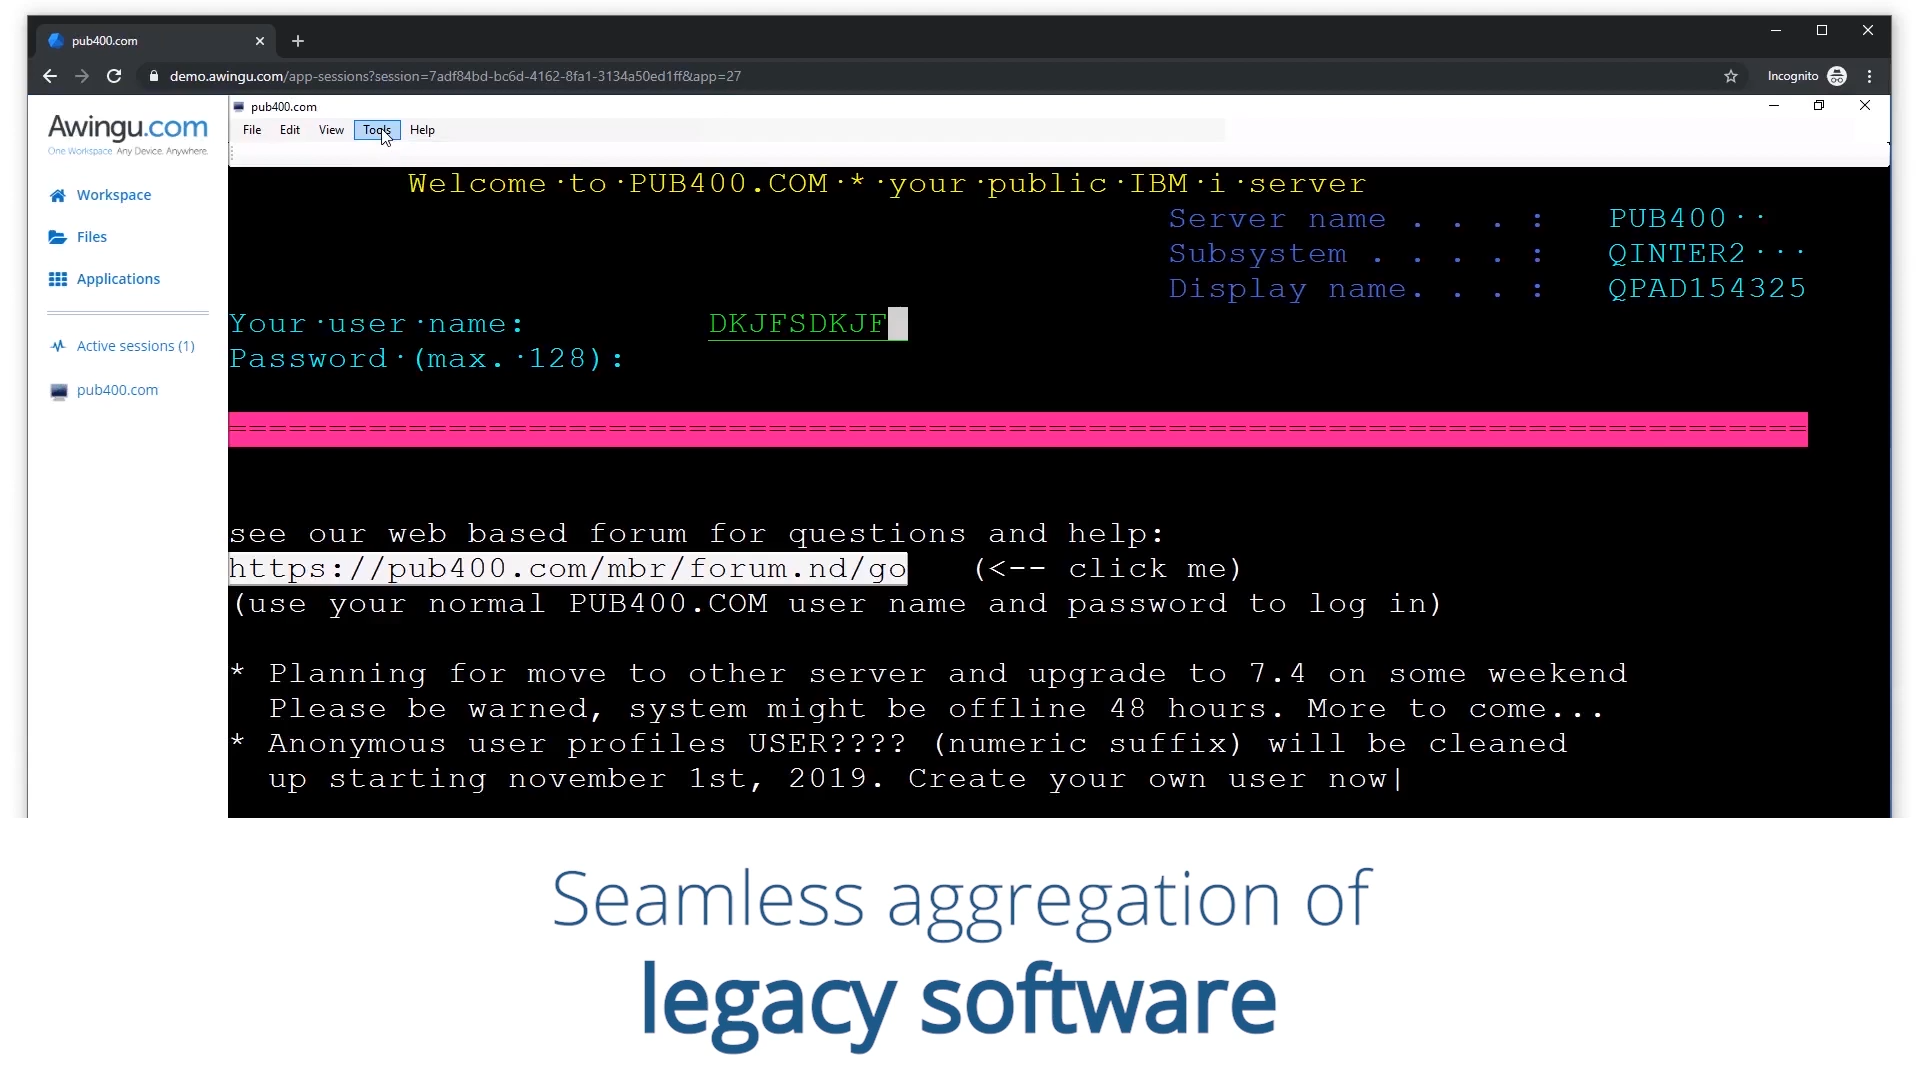 pub400.com
demo.awingu.com/app-sessions?session=7adf84bd-bc6d-4162-8fa1-3134a50ed1ff&app=27
Incognito
Awingu.com
One Workspace. Any Device. Anywhere.
Workspace
Files
Applications
Active sessions (1)
pub400.com
pub400.com
File Edit View Tools Help
Welcome·to·PUB400.COM·*·your·public·IBM·i·server
Server name . . . : PUB400··
Subsystem . . . . : QINTER2···
Display name. . . : QPAD154325
Your·user·name: DKJFSDKJF
Password·(max.·128):
===============================================================================
see our web based forum for questions and help:
https://pub400.com/mbr/forum.nd/go (<-- click me)
(use your normal PUB400.COM user name and password to log in)
* Planning for move to other server and upgrade to 7.4 on some weekend
Please be warned, system might be offline 48 hours. More to come...
* Anonymous user profiles USER???? (numeric suffix) will be cleaned
up starting november 1st, 2019. Create your own user now|
Seamless aggregation of
legacy software